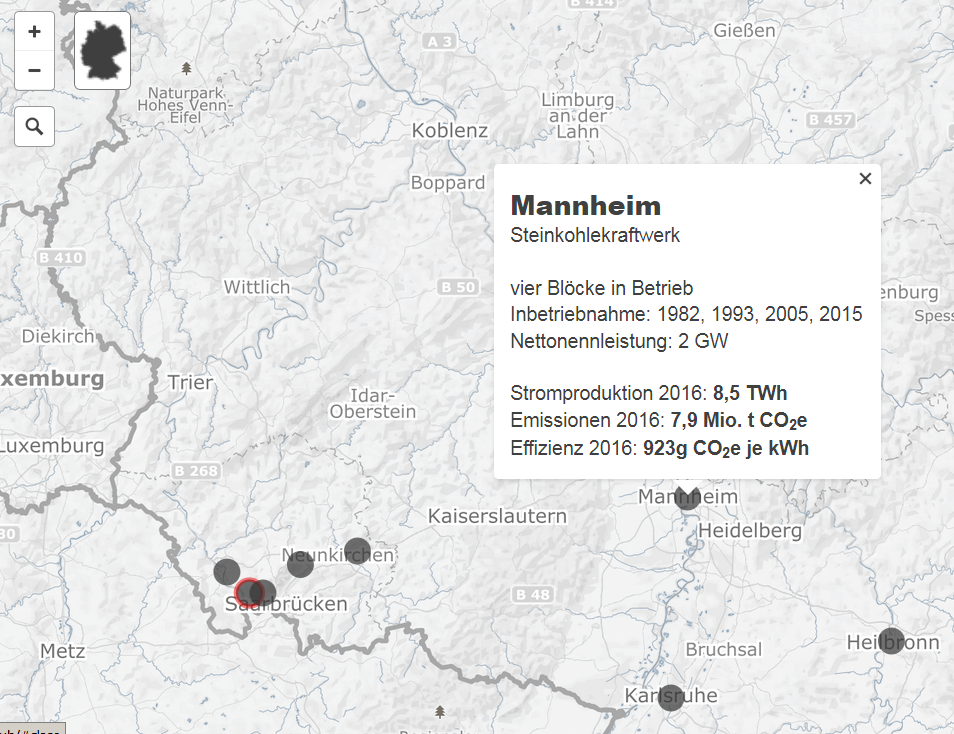 +
−
B 414
Gießen
A 3
Naturpark
Hohes Venn-
Eifel
Limburg
an der
Lahn
B 457
Koblenz
Boppard
×
Mannheim
Steinkohlekraftwerk
vier Blöcke in Betrieb
Inbetriebnahme: 1982, 1993, 2005, 2015
Nettonennleistung: 2 GW
Stromproduktion 2016: 8,5 TWh
Emissionen 2016: 7,9 Mio. t CO₂e
Effizienz 2016: 923g CO₂e je kWh
B 410
Wittlich
B 50
enburg
Spess
Diekirch
xemburg
Trier
Idar-
Oberstein
Luxemburg
B 268
Mannheim
Kaiserslautern
Heidelberg
30
Neunkirchen
Saarbrücken
B 48
Metz
Bruchsal
Heilbronn
Karlsruhe